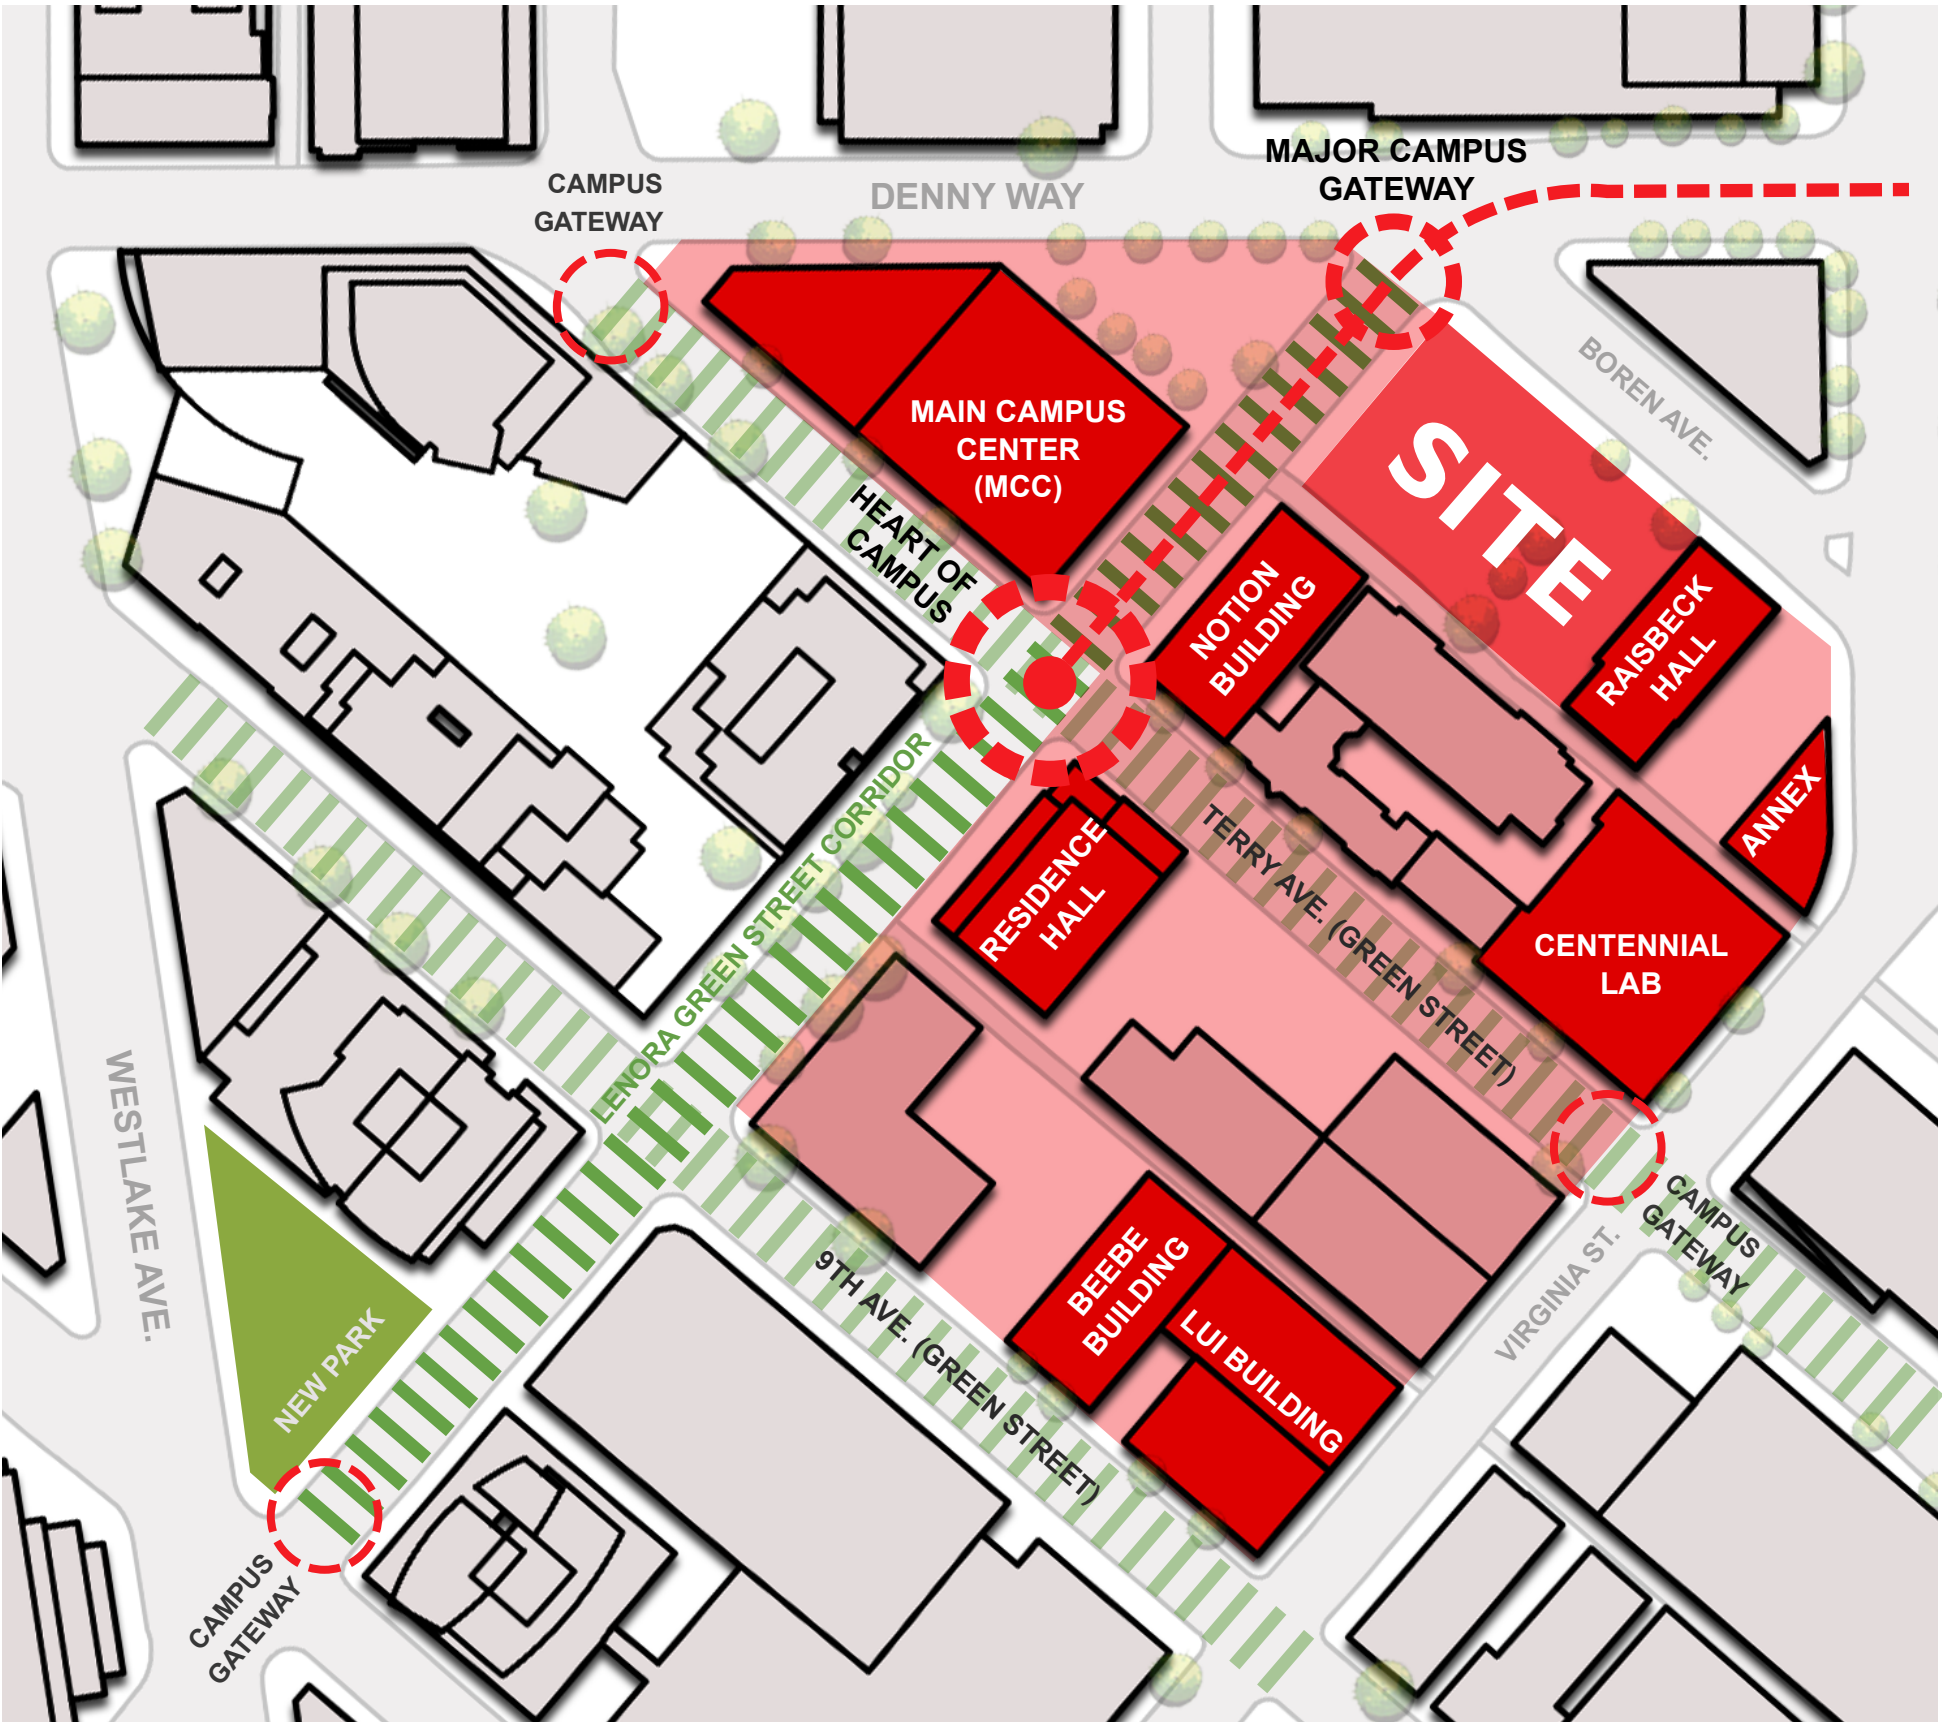 MAJOR CAMPUS
GATEWAY
CAMPUS
GATEWAY
DENNY WAY
BOREN AVE.
MAIN CAMPUS
CENTER
(MCC)
SITE
HEART OF
CAMPUS
NOTION
BUILDING
RAISBECK
HALL
ANNEX
LENORA GREEN STREET CORRIDOR
RESIDENCE
HALL
TERRY AVE. (GREEN STREET)
CENTENNIAL
LAB
WESTLAKE AVE.
NEW PARK
CAMPUS
GATEWAY
VIRGINIA ST.
BEEBE
BUILDING
LUI BUILDING
9TH AVE. (GREEN STREET)
CAMPUS
GATEWAY